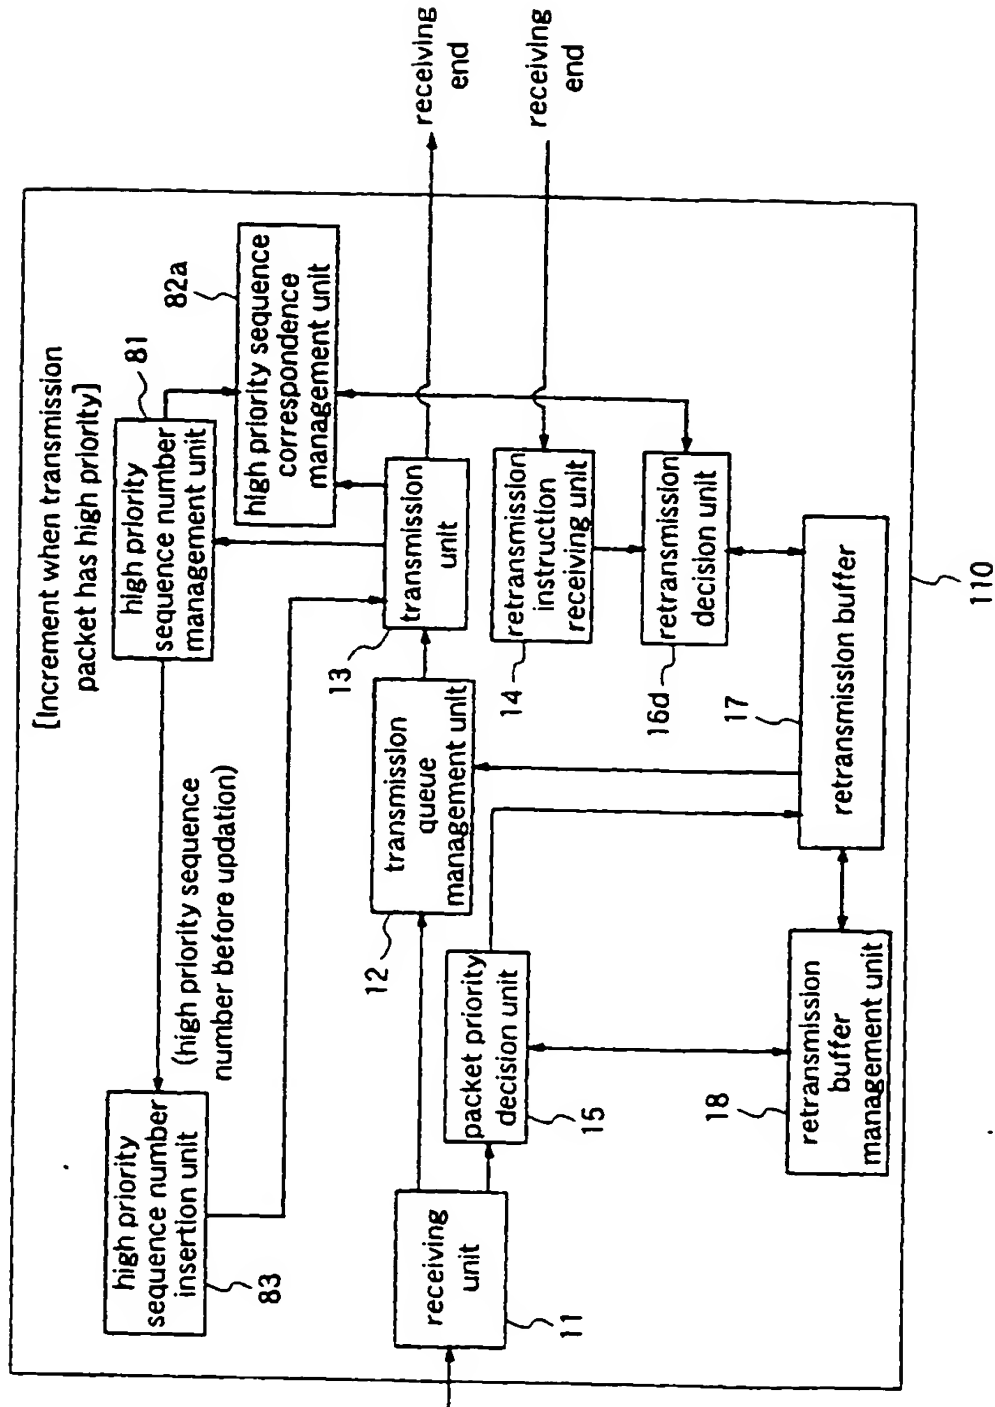 [Increment when transmission
packet has high priority]
high priority
sequence number
insertion unit
83
(high priority sequence
number before updation)
high priority
sequence number
management unit
81
high priority sequence
correspondence
management unit
82a
receiving
unit
11
transmission
queue
management unit
12
transmission
unit
13
receiving
end
packet priority
decision unit
15
retransmission
instruction
receiving unit
14
receiving
end
retransmission
decision unit
16d
retransmission
buffer
management unit
18
retransmission buffer
17
110